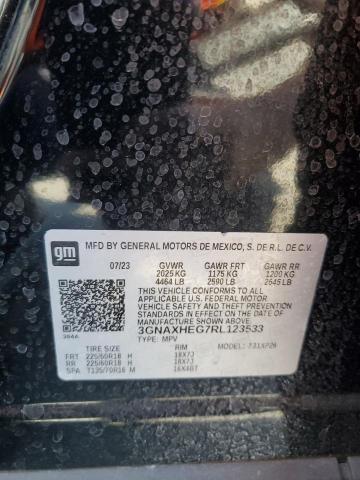 gm
MFD BY GENERAL MOTORS DE MEXICO, S. DE R.L. DE C.V.
07/23 GVWR GAWR FRT GAWR RR
2025 KG 1175 KG 1200 KG
4464 LB 2590 LB 2645 LB
THIS VEHICLE CONFORMS TO ALL
APPLICABLE U.S. FEDERAL MOTOR
VEHICLE SAFETY AND THEFT
PREVENTION STANDARDS IN EFFECT ON
THE DATE OF MANUFACTURE SHOWN ABOVE.
3GNAXHEG7RL123533
TYPE: MPV MODEL:
TIRE SIZE RIM
FRT 225/60R18 H 18X7J
RR 225/60R18 H 18X7J
SPA T135/70R16 M 16X4BT